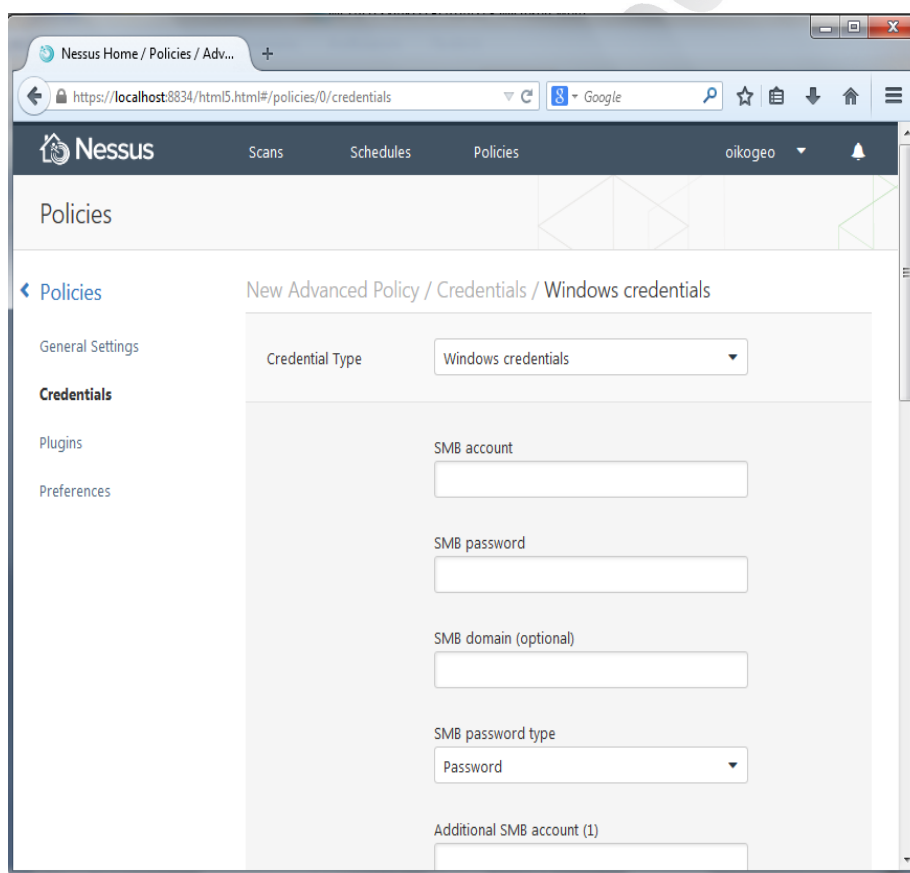 Nessus Home / Policies / Adv...
https://localhost:8834/html5.html#/policies/0/credentials
Google
Nessus
Scans
Schedules
Policies
oikogeo
Policies
Policies
New Advanced Policy / Credentials / Windows credentials
General Settings
Credential Type
Windows credentials
Credentials
Plugins
SMB account
Preferences
SMB password
SMB domain (optional)
SMB password type
Password
Additional SMB account (1)